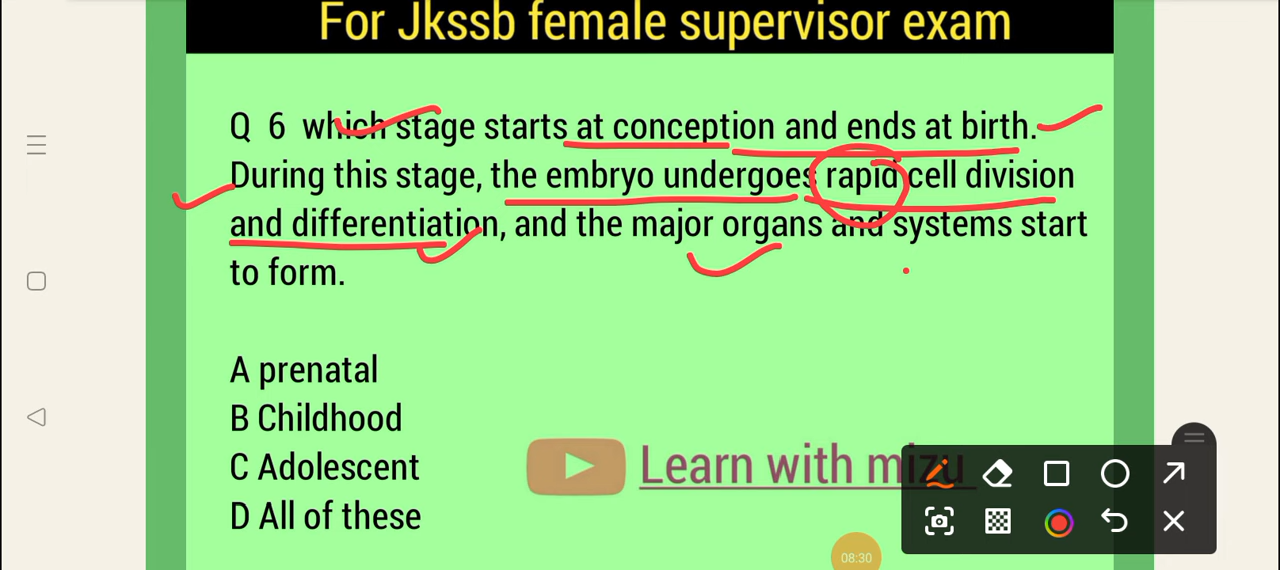 For Jkssb female supervisor exam
Q 6 which stage starts at conception and ends at birth.
During this stage, the embryo undergoes rapid cell division
and differentiation, and the major organs and systems start
to form.
A prenatal
B Childhood
C Adolescent
D All of these
Learn with mizu
08:30